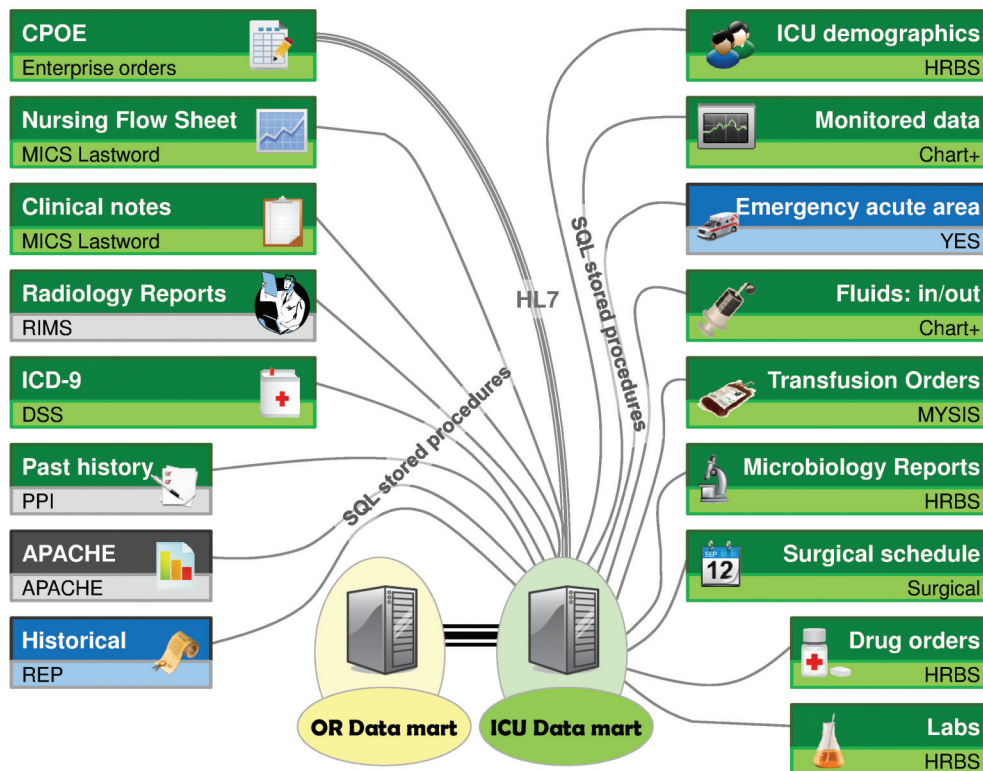 CPOE
Enterprise orders
Nursing Flow Sheet
MICS Lastword
Clinical notes
MICS Lastword
Radiology Reports
RIMS
ICD-9
DSS
Past history
PPI
APACHE
APACHE
Historical
REP
HL7
SQL stored procedures
SQL stored procedures
OR Data mart
ICU Data mart
ICU demographics
HRBS
Monitored data
Chart+
Emergency acute area
YES
Fluids: in/out
Chart+
Transfusion Orders
MYSIS
Microbiology Reports
HRBS
SEP
12
Surgical schedule
Surgical
Drug orders
HRBS
Labs
HRBS